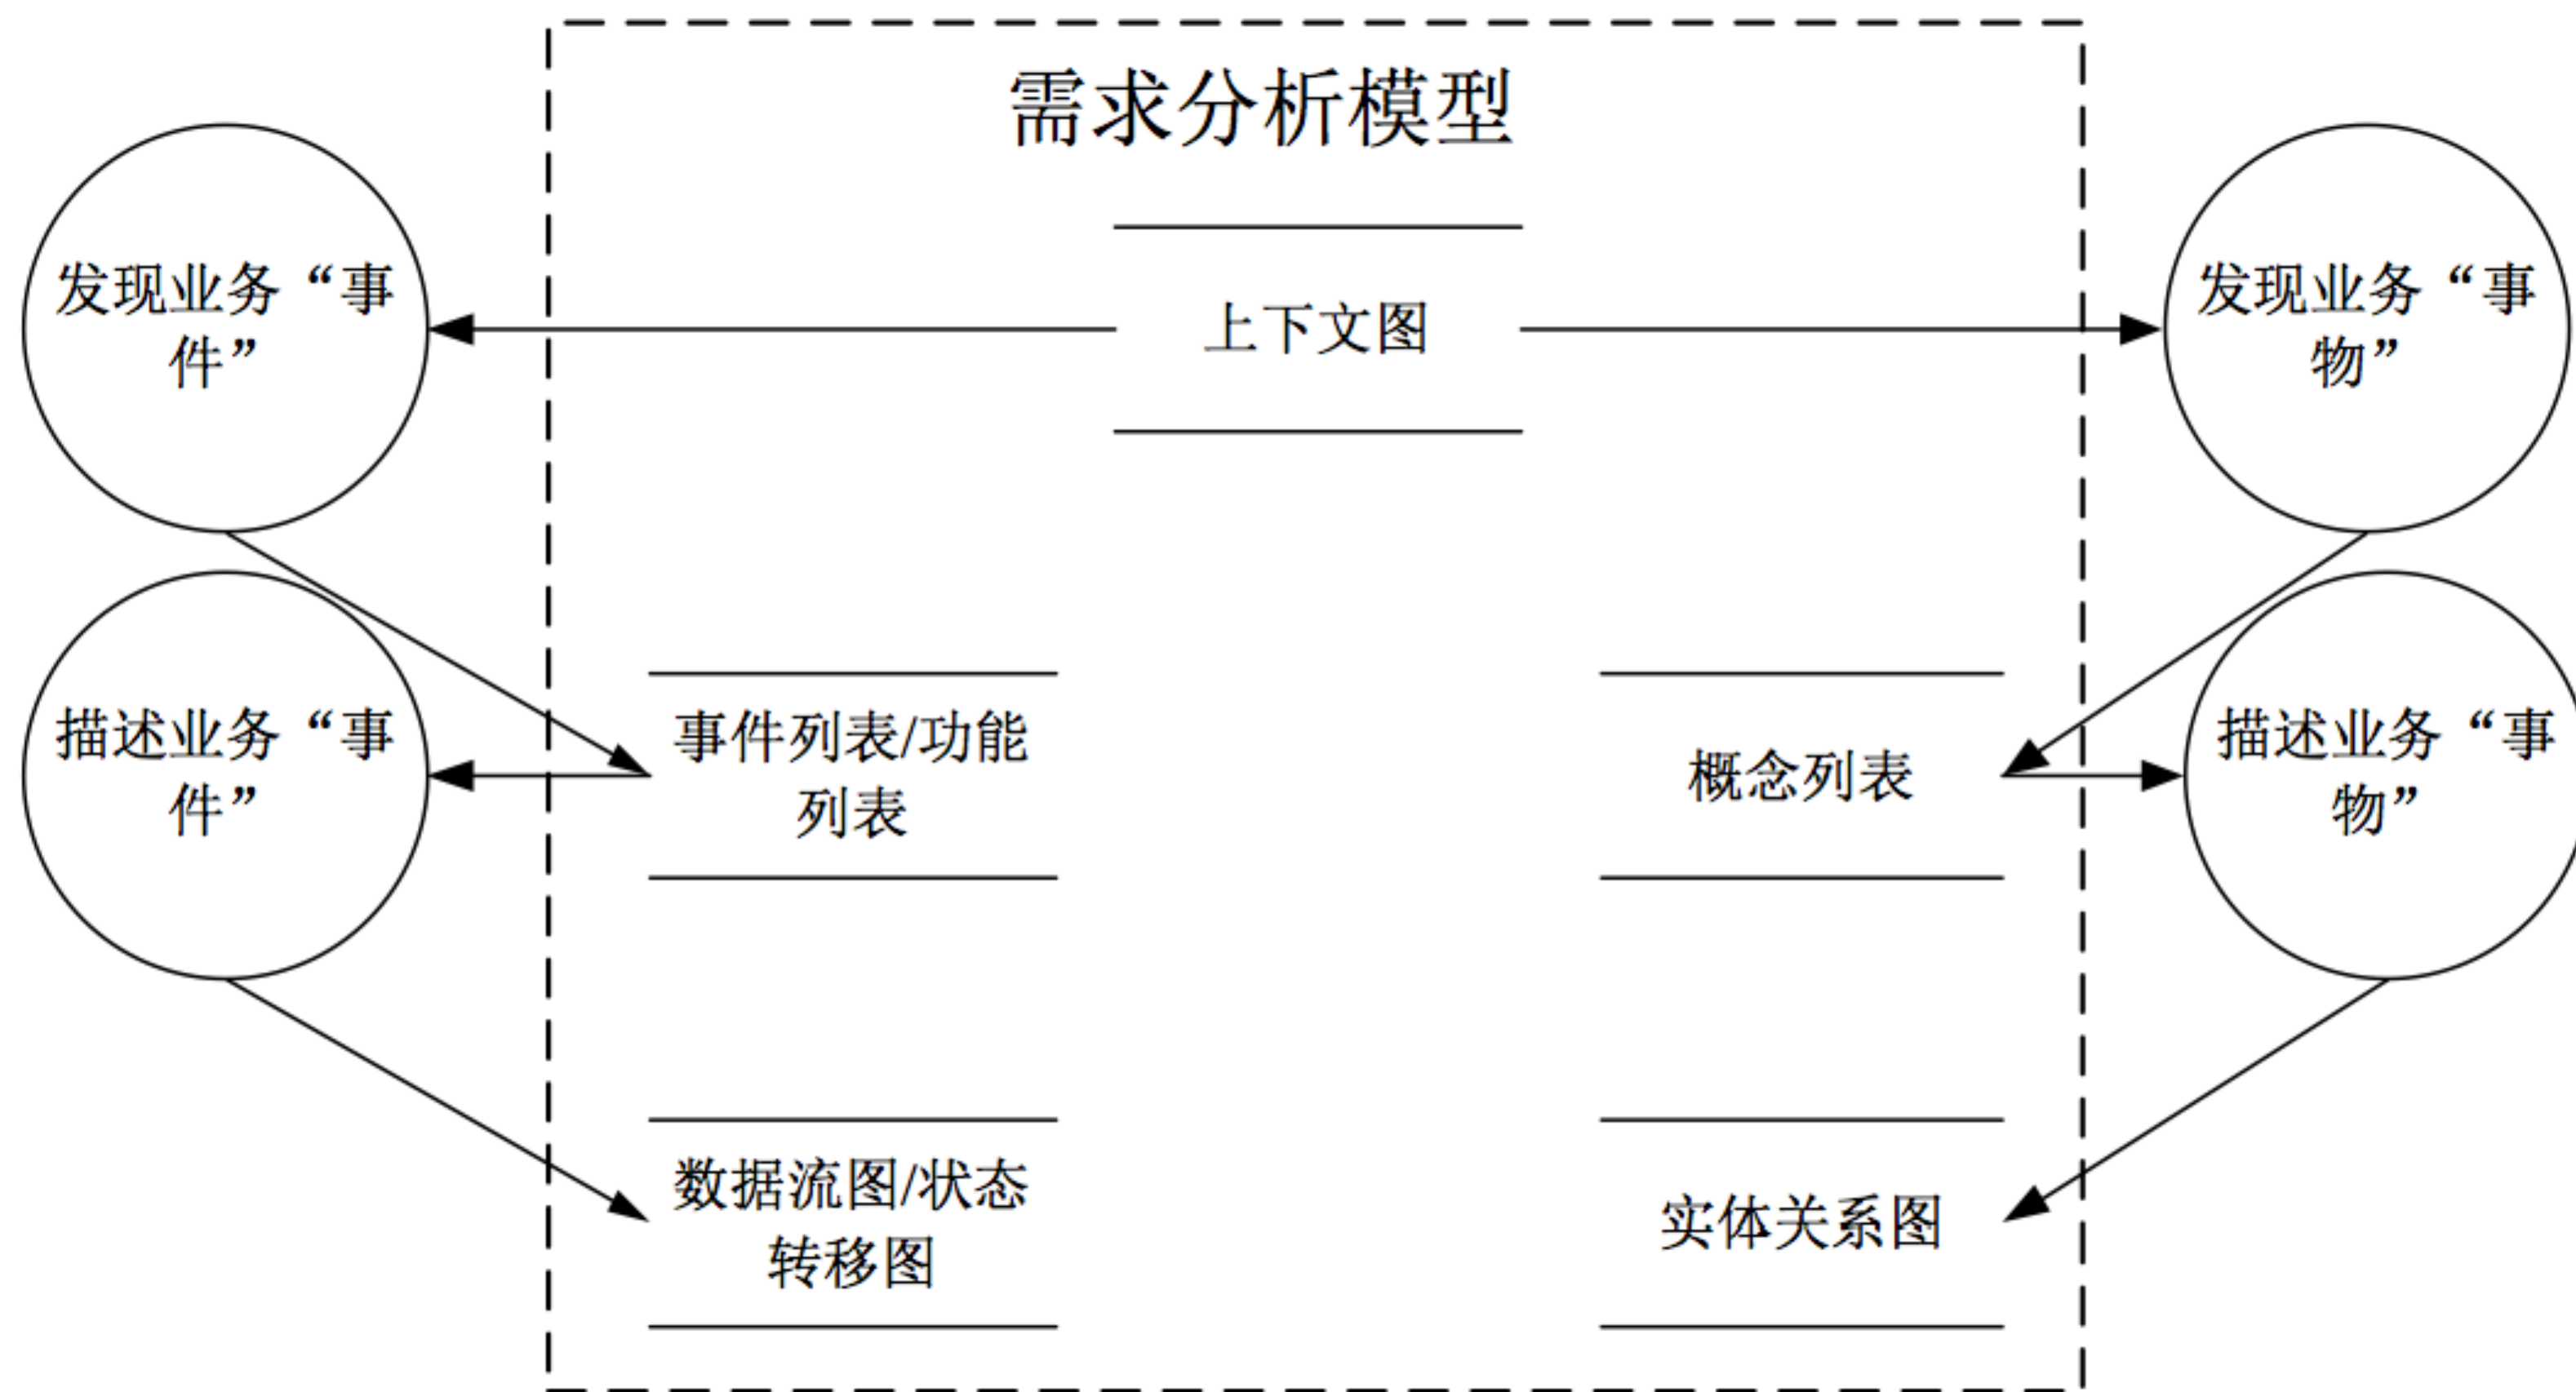 需求分析模型
发现业务“事
件”
上下文图
发现业务“事
物”
描述业务“事
件”
事件列表/功能
列表
概念列表
描述业务“事
物”
数据流图/状态
转移图
实体关系图